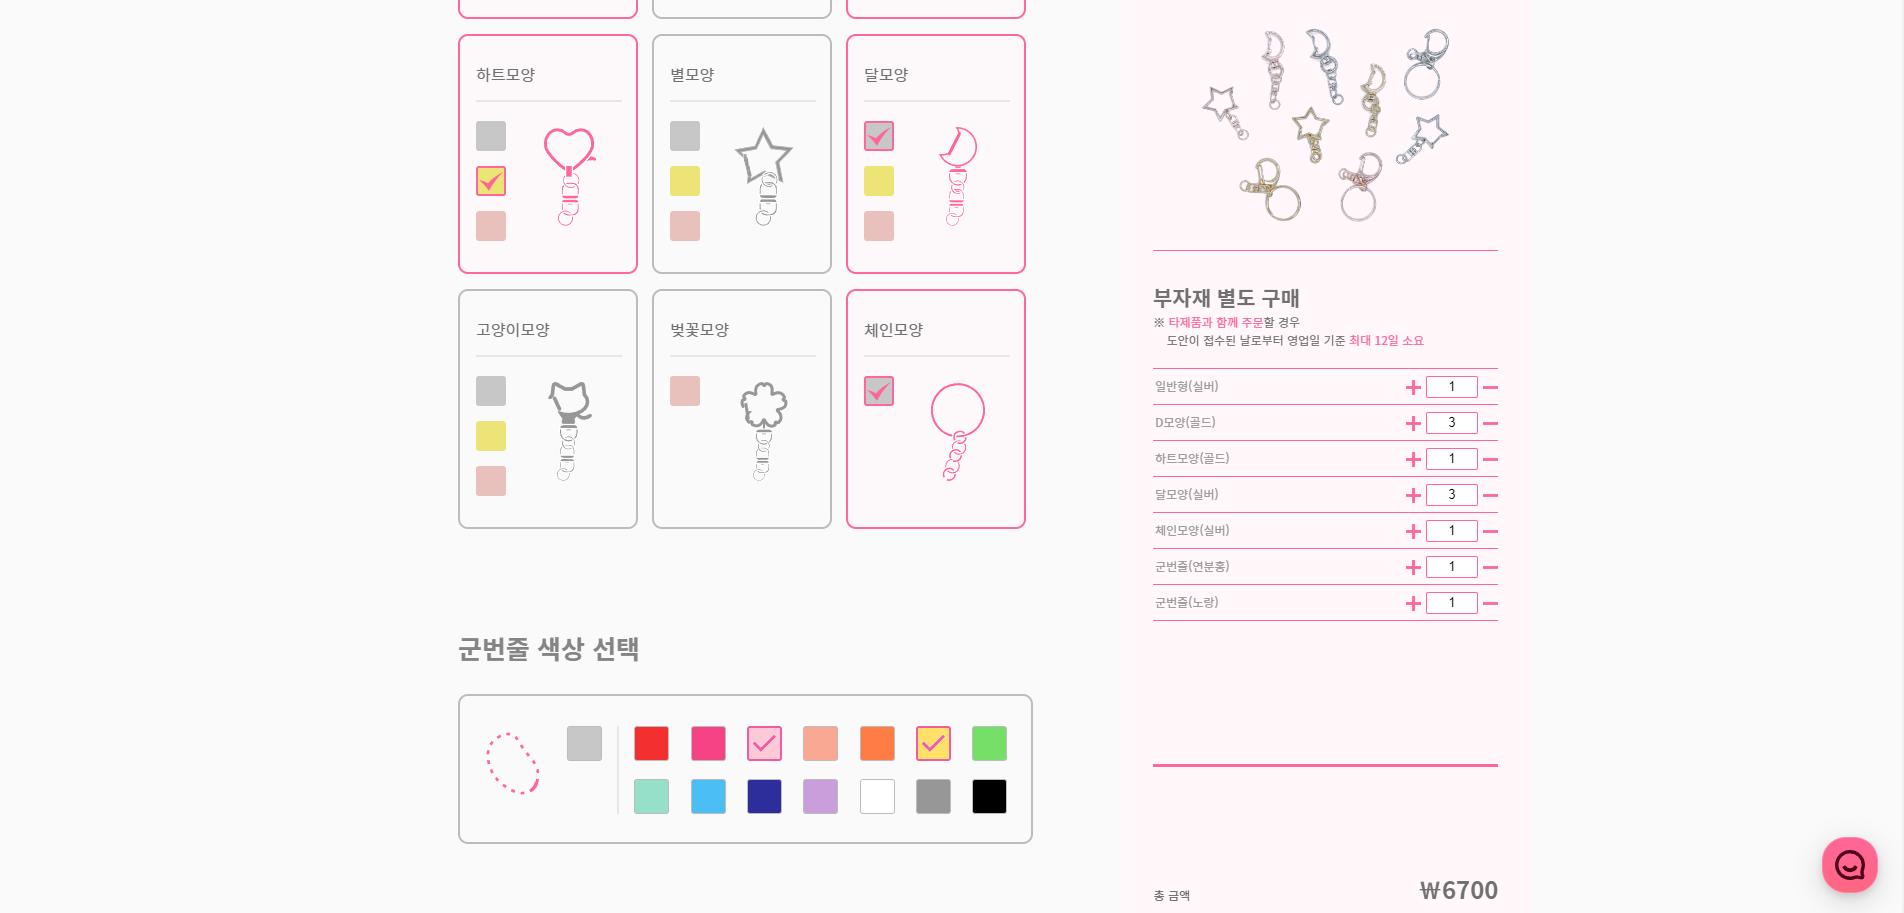 하트모양
별모양
달모양
고양이모양
벚꽃모양
체인모양
군번줄 색상 선택
부자재 별도 구매
※ 타제품과 함께 주문할 경우
도안이 접수된 날로부터 영업일 기준 최대 12일 소요
일반형(실버) 1
D모양(골드) 3
하트모양(골드) 1
달모양(실버) 3
체인모양(실버) 1
군번줄(연분홍) 1
군번줄(노랑) 1
총 금액 ₩6700